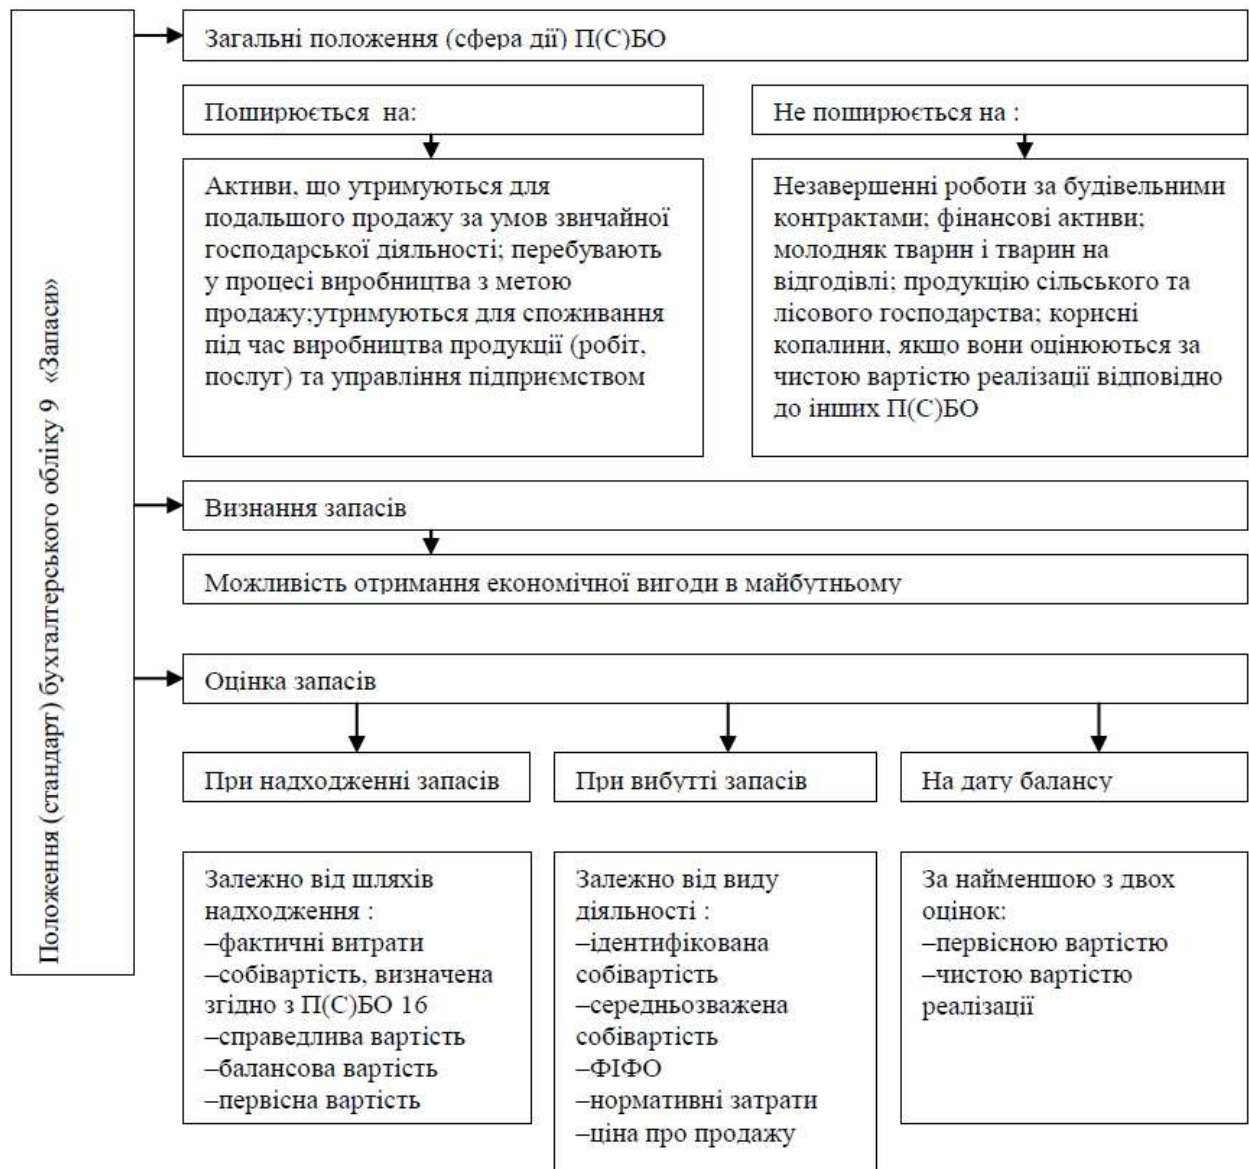 Положення (стандарт) бухгалтерського обліку 9 «Запаси»
Загальні положення (сфера дії) П(С)БО
Поширюється на:
Не поширюється на :
Активи, що утримуються для
подальшого продажу за умов звичайної
господарської діяльності; перебувають
у процесі виробництва з метою
продажу;утримуються для споживання
під час виробництва продукції (робіт,
послуг) та управління підприємством
Незавершенні роботи за будівельними
контрактами; фінансові активи;
молодняк тварин і тварин на
відгодівлі; продукцію сільського та
лісового господарства; корисні
копалини, якщо вони оцінюються за
чистою вартістю реалізації відповідно
до інших П(С)БО
Визнання запасів
Можливість отримання економічної вигоди в майбутньому
Оцінка запасів
При надходженні запасів
При вибутті запасів
На дату балансу
Залежно від шляхів
надходження :
–фактичні витрати
–собівартість, визначена
згідно з П(С)БО 16
–справедлива вартість
–балансова вартість
–первісна вартість
Залежно від виду
діяльності :
–ідентифікована
собівартість
–середньозважена
собівартість
–ФІФО
–нормативні затрати
–ціна про продажу
За найменшою з двох
оцінок:
–первісною вартістю
–чистою вартістю
реалізації